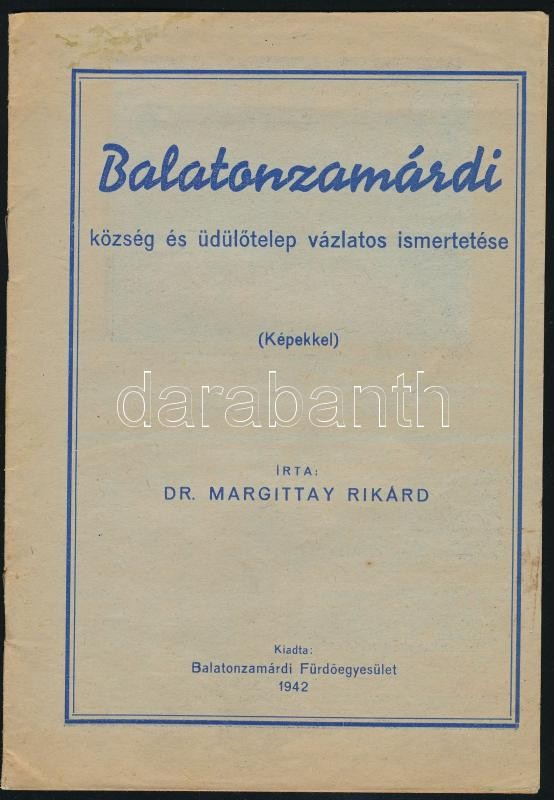 Balatonzamárdi
község és üdülőtelep vázlatos ismertetése
(Képekkel)
darabanth
ÍRTA:
DR. MARGITTAY RIKÁRD
Kiadta:
Balatonzamárdi Fürdőegyesület
1942